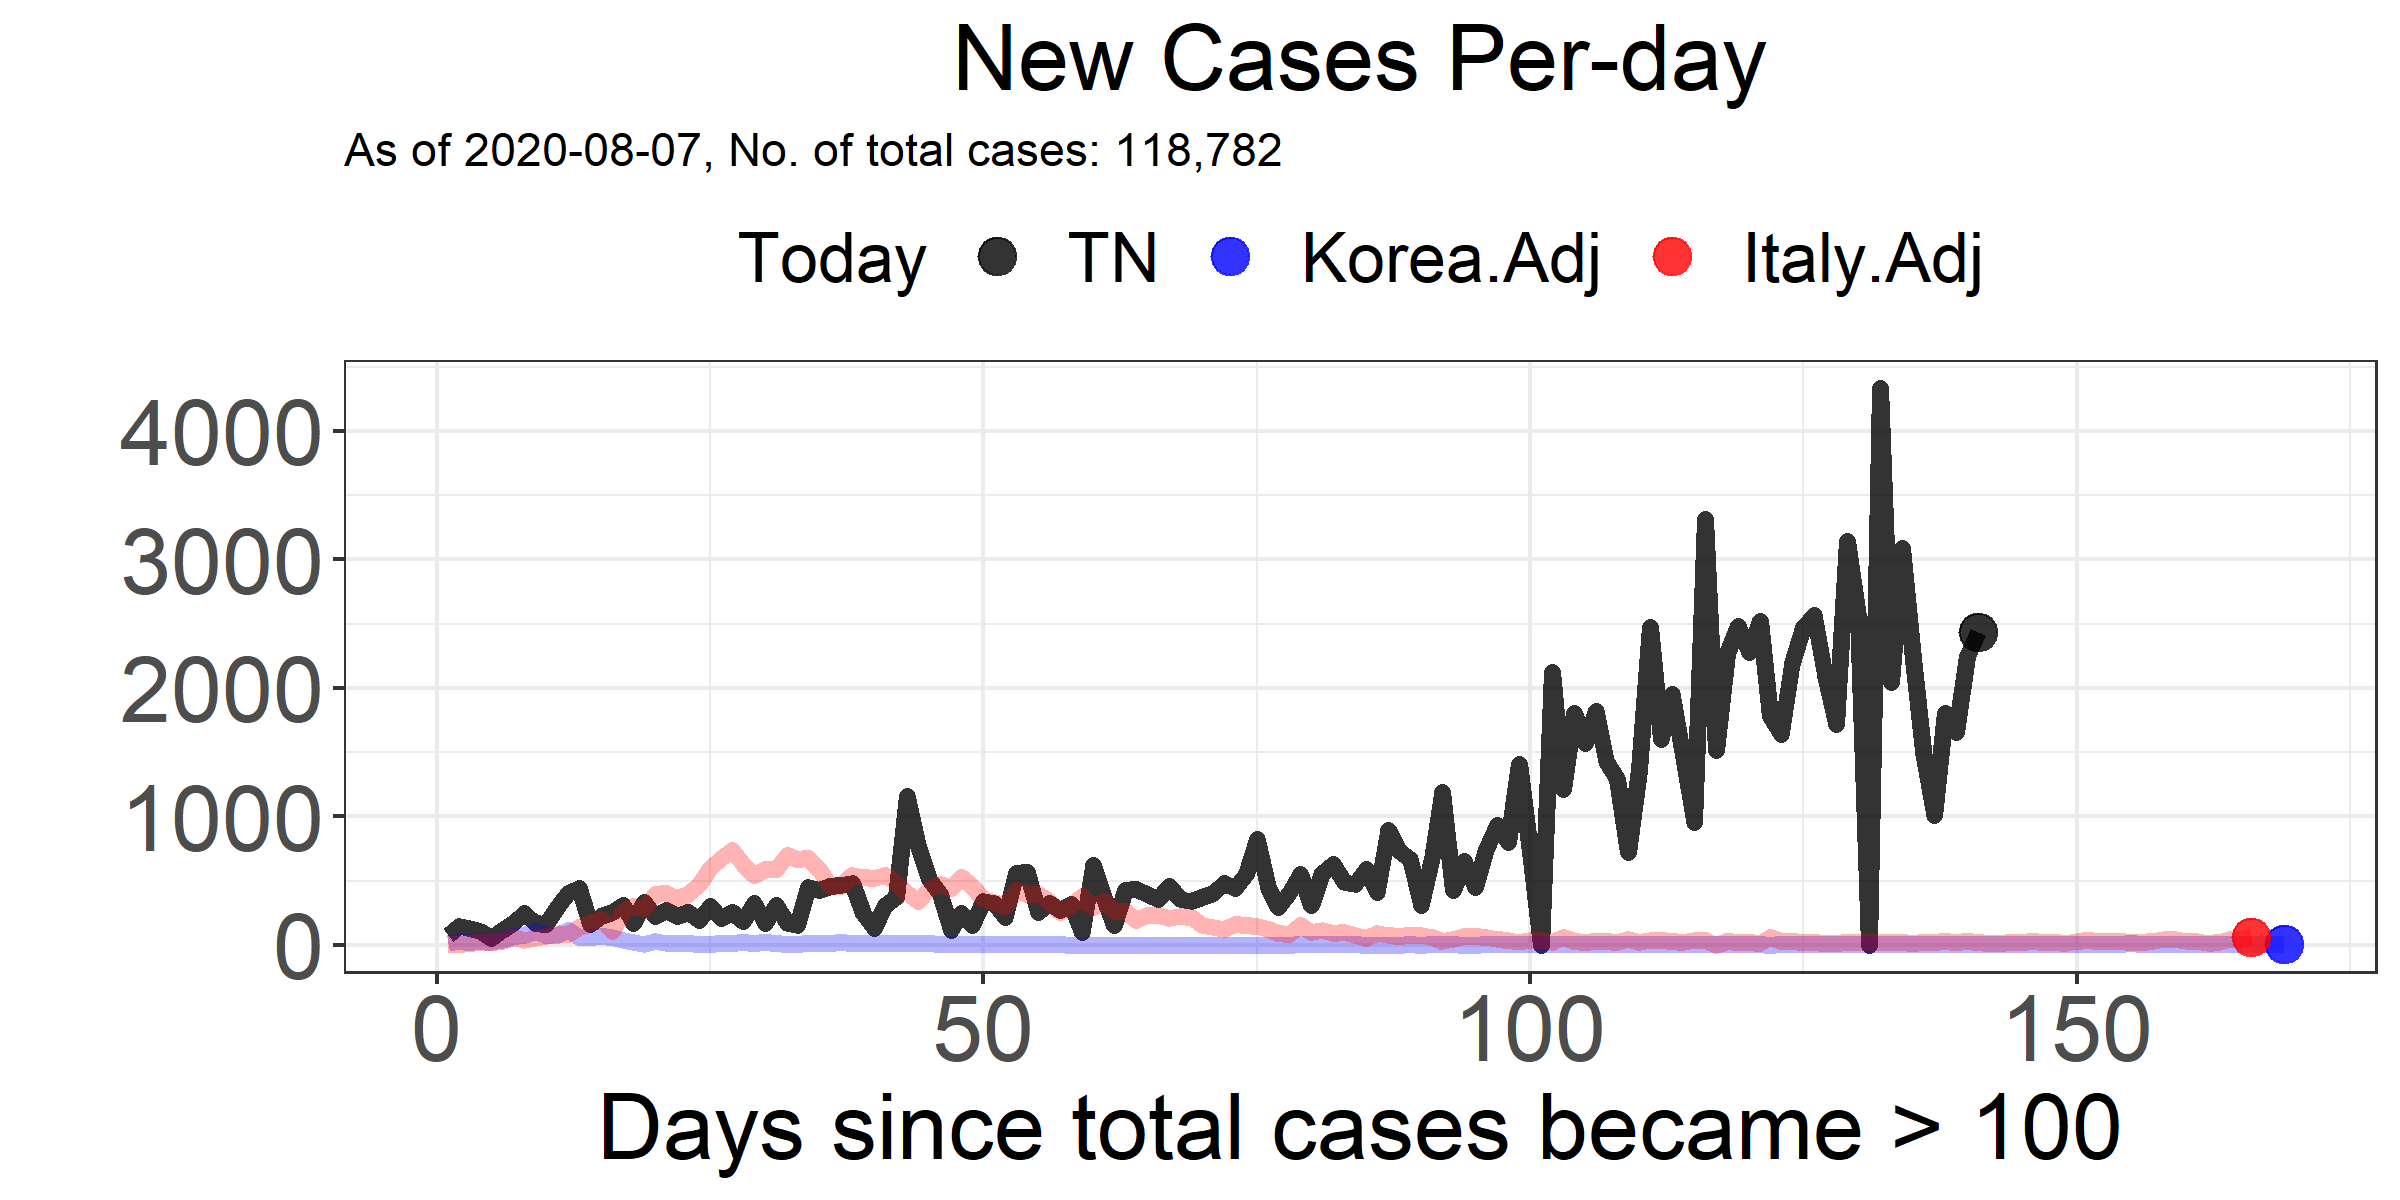 New Cases Per-day
As of 2020-08-07, No. of total cases: 118,782
Today TN Korea.Adj Italy.Adj
4000
3000
2000
1000
0
0 50 100 150
Days since total cases became > 100